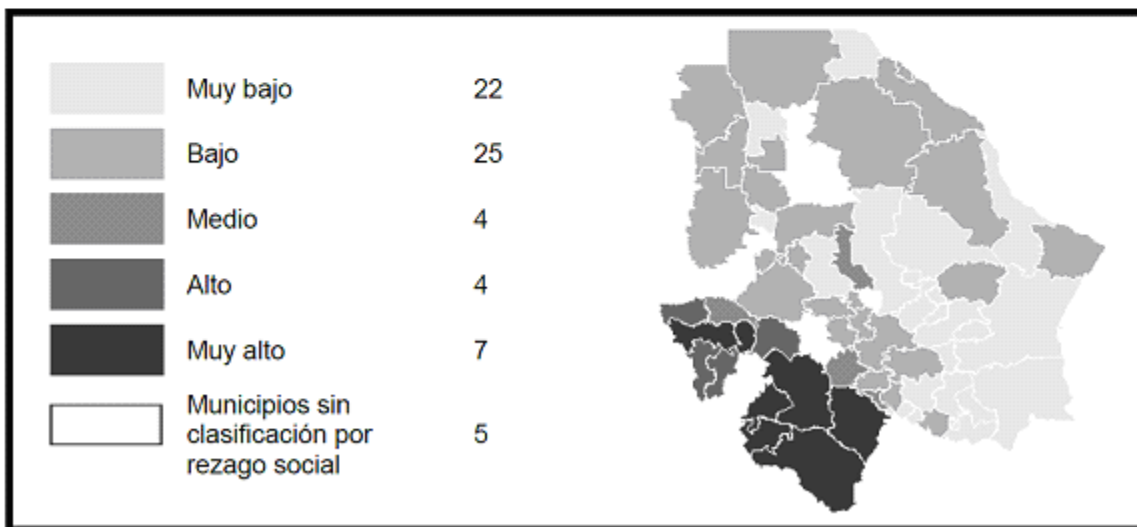 Muy bajo 22
Bajo 25
Medio 4
Alto 4
Muy alto 7
Municipios sin
clasificación por 5
rezago social